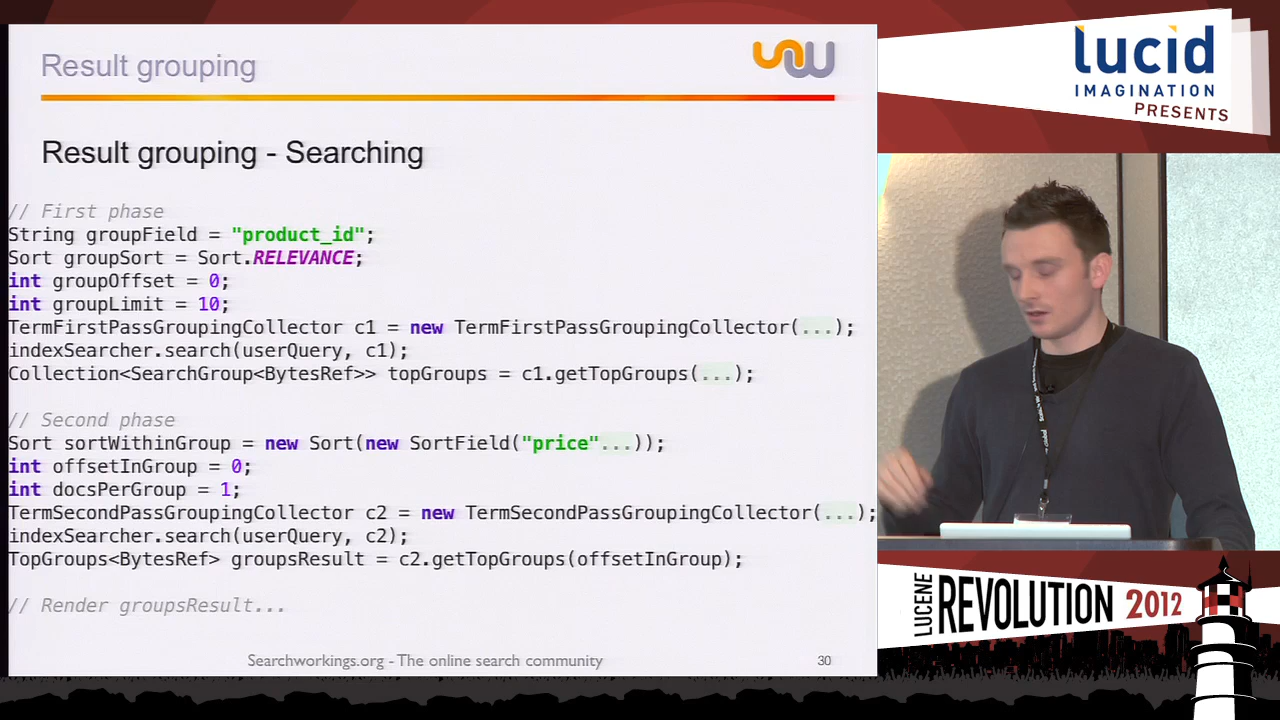 Result grouping
Result grouping - Searching
// First phase
String groupField = "product_id";
Sort groupSort = Sort.RELEVANCE;
int groupOffset = 0;
int groupLimit = 10;
TermFirstPassGroupingCollector c1 = new TermFirstPassGroupingCollector(...);
indexSearcher.search(userQuery, c1);
Collection<SearchGroup<BytesRef>> topGroups = c1.getTopGroups(...);
// Second phase
Sort sortWithinGroup = new Sort(new SortField("price"...));
int offsetInGroup = 0;
int docsPerGroup = 1;
TermSecondPassGroupingCollector c2 = new TermSecondPassGroupingCollector(...);
indexSearcher.search(userQuery, c2);
TopGroups<BytesRef> groupsResult = c2.getTopGroups(offsetInGroup);
// Render groupsResult...
Searchworkings.org - The online search community
30
lucid
IMAGINATION
PRESENTS
LUCENE
REVOLUTION 2012